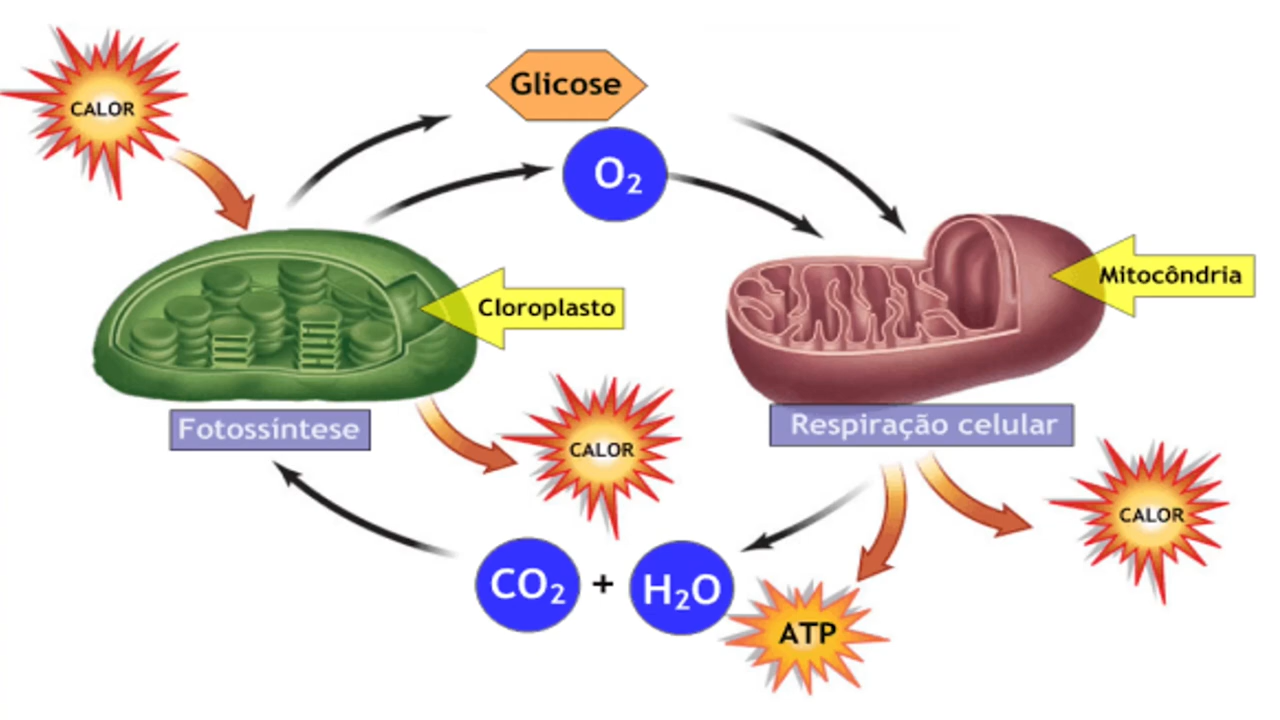 CALOR
Glicose
O₂
Cloroplasto
Mitocôndria
Fotossíntese
Respiração celular
CALOR
CALOR
CO₂ + H₂O
ATP